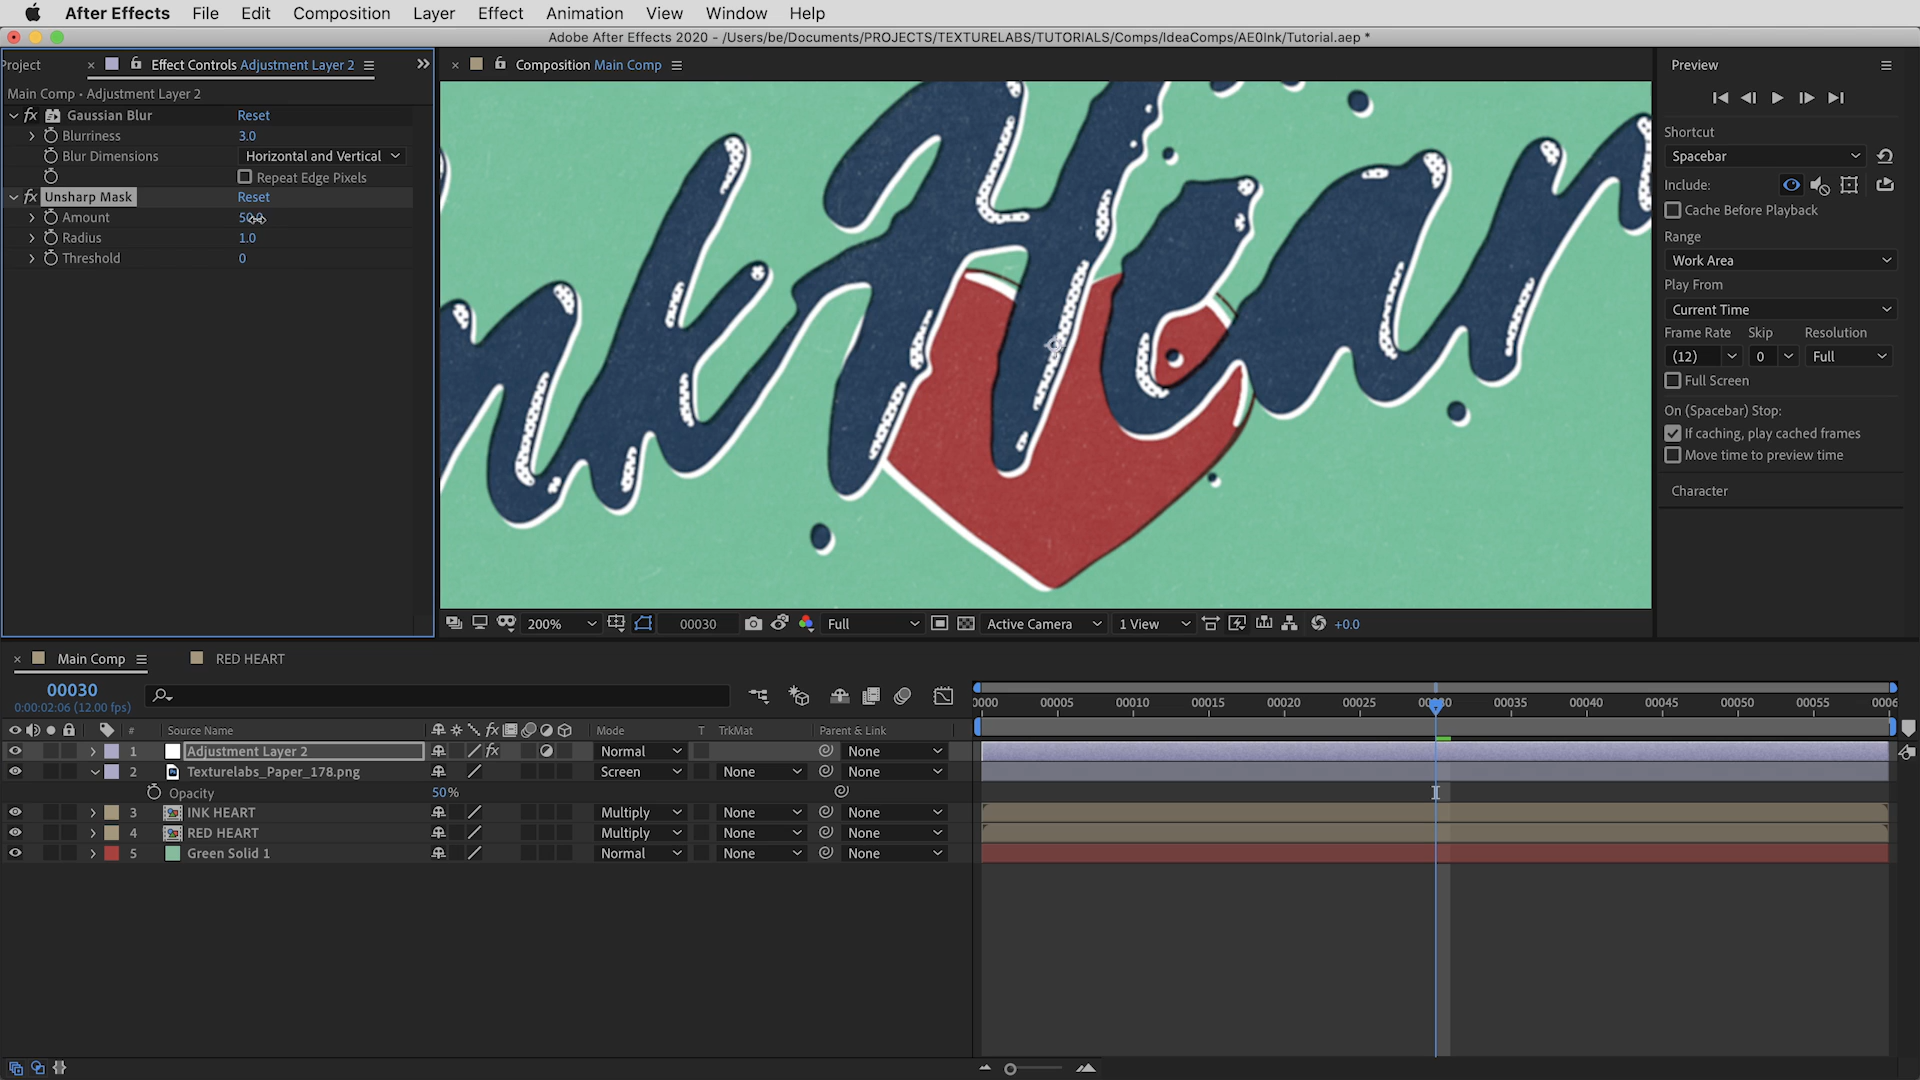 After Effects File Edit Composition Layer Effect Animation View Window Help
Adobe After Effects 2020 - /Users/be/Documents/PROJECTS/TEXTURELABS/TUTORIALS/Comps/IdeaComps/AE0Ink/Tutorial.aep *
Project × Effect Controls Adjustment Layer 2
Main Comp • Adjustment Layer 2
fx Gaussian Blur Reset
Blurriness 3.0
Blur Dimensions Horizontal and Vertical
Repeat Edge Pixels
fx Unsharp Mask Reset
Amount
Radius 1.0
Threshold 0
× Composition Main Comp
nk Hear
200% 00030 Full Active Camera 1 View +0.0
Preview
Shortcut
Spacebar
Include:
Cache Before Playback
Range
Work Area
Play From
Current Time
Frame Rate Skip Resolution
(12) 0 Full
Full Screen
On (Spacebar) Stop:
If caching, play cached frames
Move time to preview time
Character
× Main Comp RED HEART
00030
0:00:02:06 (12.00 fps)
0000 00005 00010 00015 00020 00025 00035 00040 00045 00050 00055 0006
# Source Name fx Mode T TrkMat Parent & Link
1 Adjustment Layer 2 fx Normal None
2 Texturelabs_Paper_178.png Screen None None
Opacity 50%
3 INK HEART Multiply None None
4 RED HEART Multiply None None
5 Green Solid 1 Normal None None